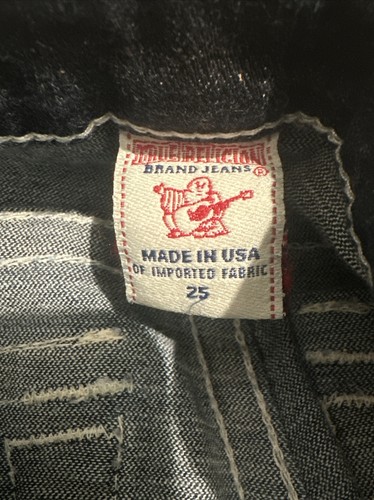 TRUE RELIGION
BRAND JEANS®
MADE IN USA
OF IMPORTED FABRIC
25